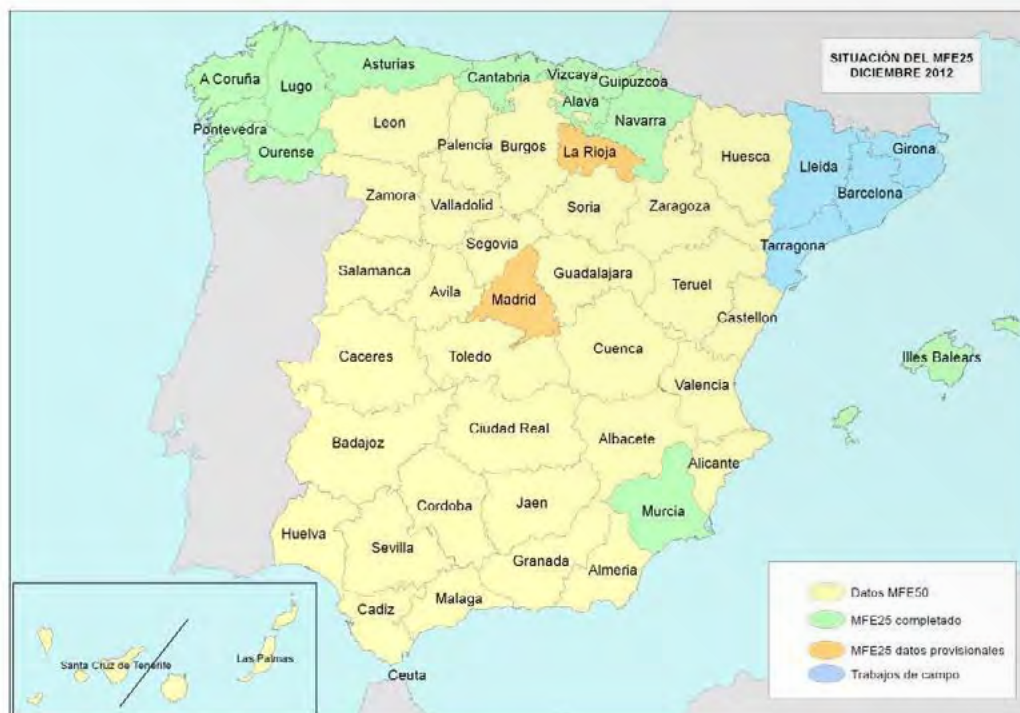 SITUACIÓN DEL MFE25
DICIEMBRE 2012
A Coruña
Lugo
Asturias
Cantabria
Vizcaya
Guipúzcoa
Alava
Navarra
Pontevedra
Ourense
Leon
Palencia
Burgos
La Rioja
Huesca
Lleida
Girona
Barcelona
Tarragona
Zamora
Valladolid
Soria
Zaragoza
Segovia
Salamanca
Avila
Madrid
Guadalajara
Teruel
Castellon
Caceres
Toledo
Cuenca
Valencia
Illes Balears
Badajoz
Ciudad Real
Albacete
Alicante
Murcia
Cordoba
Jaen
Huelva
Sevilla
Granada
Almeria
Cadiz
Malaga
Ceuta
Santa Cruz de Tenerife
Las Palmas
Datos MFE50
MFE25 completado
MFE25 datos provisionales
Trabajos de campo